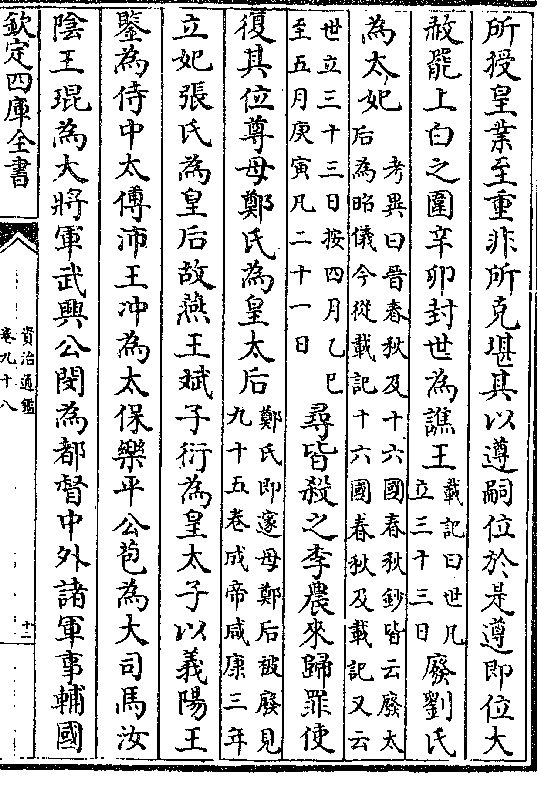 所授皇業至重非所克堪其以遵嗣位於是遵即位大
赦罷上白之圍辛卯封世為譙王載記曰世凡立三十三日廢劉氏
為太妃考異曰晉春秋及十六國春秋鈔皆云廢太后為昭儀今從載記十六國春秋及載記又云
世立三十三日按四月乙巳至五月庚寅凡二十一日尋皆殺之李農來歸罪使
復其位尊母鄭氏為皇太后鄭氏即邃母鄭后被廢見九十五卷成帝咸康三年
立妃張氏為皇后故燕王斌子衍為皇太子以義陽王
鑒為侍中太傅沛王沖為太保樂平公苞為大司馬汝
陰王琨為大將軍武興公閔為都督中外諸軍事輔國
欽定四庫全書
資治通鑑
卷九十八
十二